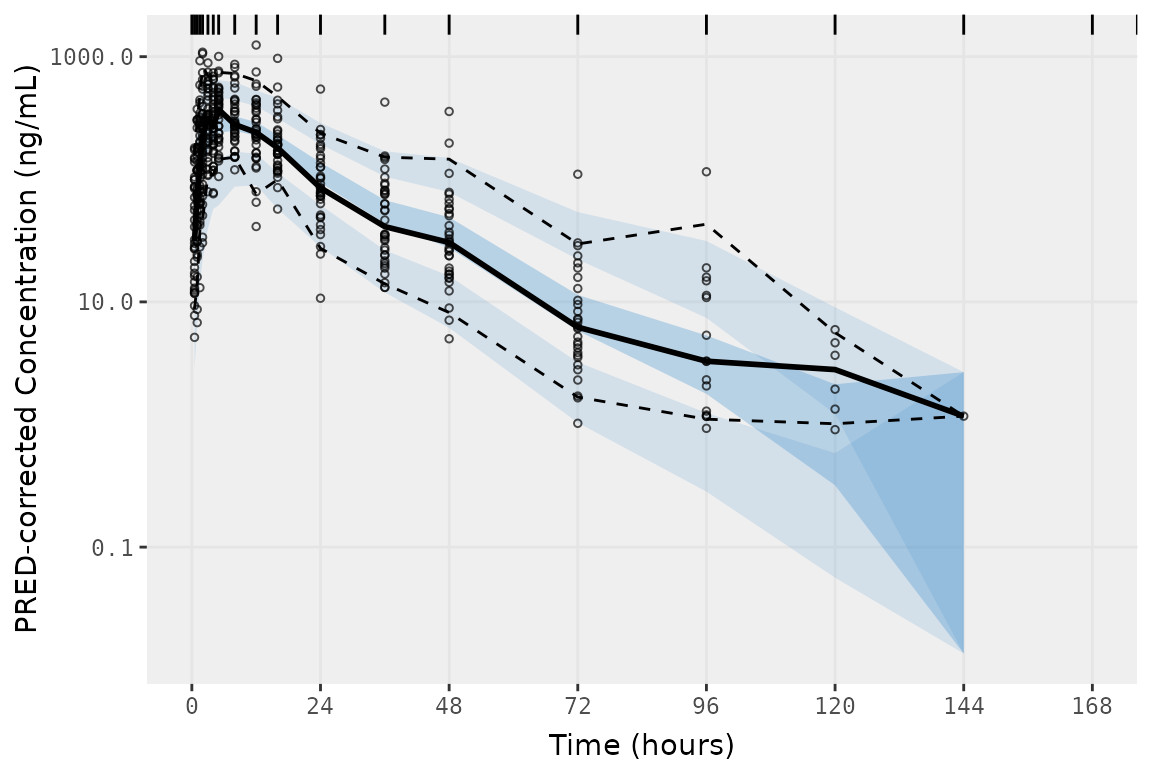 PRED-corrected Concentration (ng/mL)
1000.0
10.0
0.1
0 24 48 72 96 120 144 168
Time (hours)